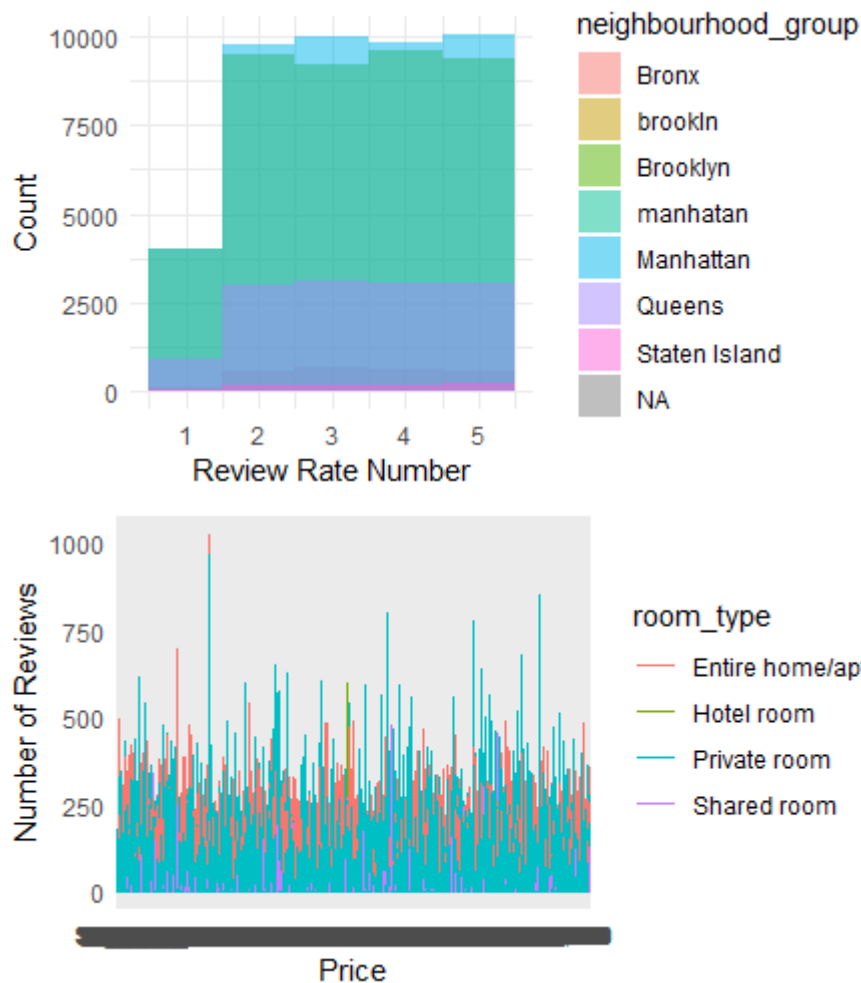 neighbourhood_group
Bronx
brookln
Brooklyn
manhatan
Manhattan
Queens
Staten Island
NA
Count
10000
7500
5000
2500
0
1 2 3 4 5
Review Rate Number
Number of Reviews
1000
750
500
250
0
Price
room_type
Entire home/ap
Hotel room
Private room
Shared room